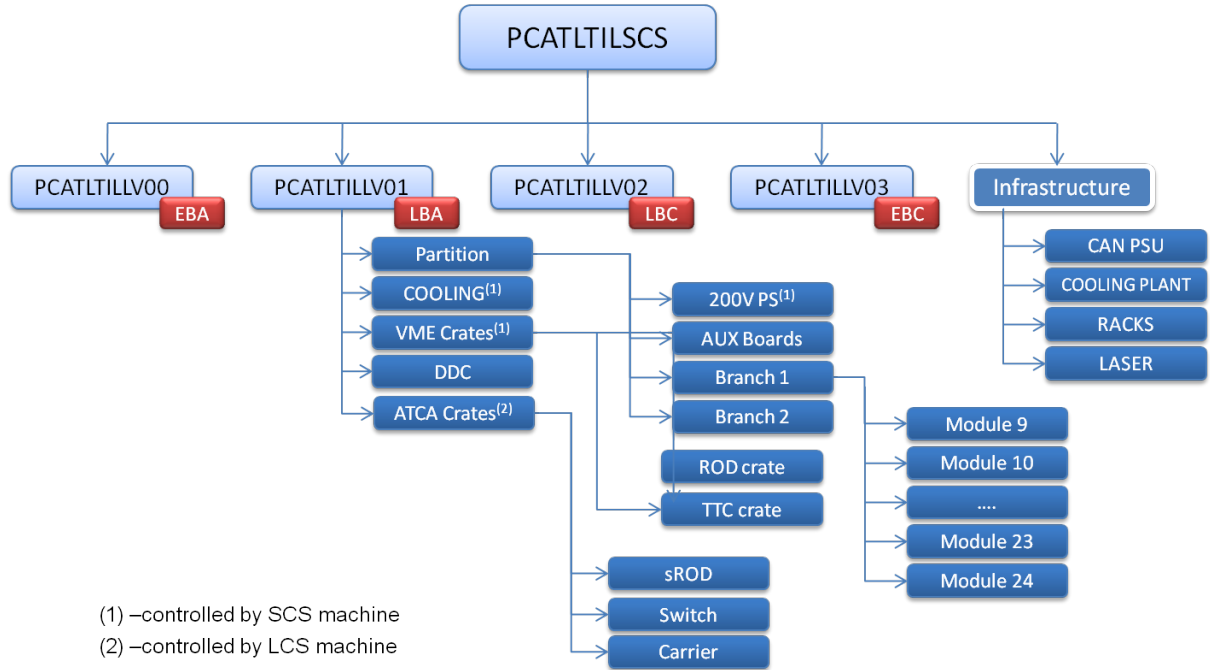 PCATLTILSCS
PCATLTILLV00
EBA
PCATLTILLV01
LBA
PCATLTILLV02
LBC
PCATLTILLV03
EBC
Infrastructure
Partition
COOLING(1)
VME Crates(1)
DDC
ATCA Crates(2)
200V PS(1)
AUX Boards
Branch 1
Branch 2
ROD crate
TTC crate
sROD
Switch
Carrier
Module 9
Module 10
....
Module 23
Module 24
CAN PSU
COOLING PLANT
RACKS
LASER
(1) –controlled by SCS machine
(2) –controlled by LCS machine